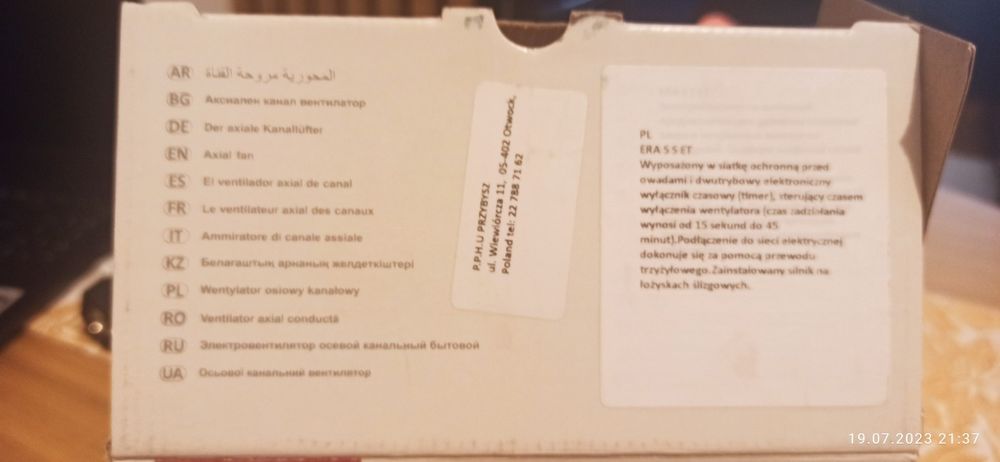 AR المحورية مروحة القناة
BG Аксиален канал вентилатор
DE Der axiale Kanallüfter
EN Axial fan
ES El ventilador axial de canal
FR Le ventilateur axial des canaux
IT Ammiratore di canale assiale
KZ Белағаштық арнаның желдеткіштері
PL Wentylator osiowy kanałowy
RO Ventilator axial conductă
RU Электровентилятор осевой канальный бытовой
UA Осьовой канальний вентилятор
P.P.H.U PRZYBYSZ
ul. Wiewiórcza 11, 05-402 Otwock,
Poland tel: 22 788 71 62
PL
ERA 5 S ET
Wyposażony w siatkę ochronną przed
owadami i dwutrybowy elektroniczny
wyłącznik czasowy (timer), sterujący czasem
wyłączenia wentylatora (czas zadziałania
wynosi od 15 sekund do 45
minut).Podłączenie do sieci elektrycznej
dokonuje się za pomocą przewodu
trzyżyłowego.Zainstalowany silnik na
łożyskach ślizgowych.
19.07.2023 21:37